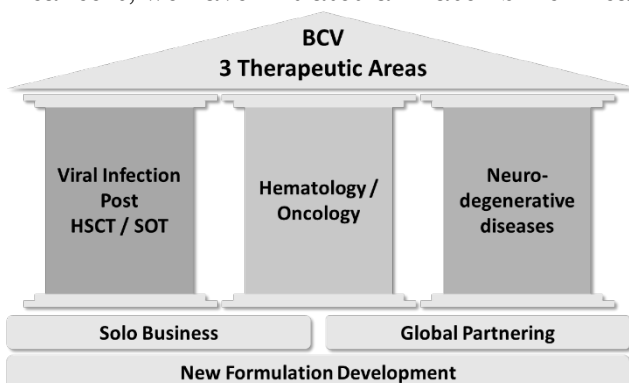 BCV
3 Therapeutic Areas
Viral Infection
Post
HSCT / SOT
Hematology /
Oncology
Neuro-
degenerative
diseases
Solo Business
Global Partnering
New Formulation Development